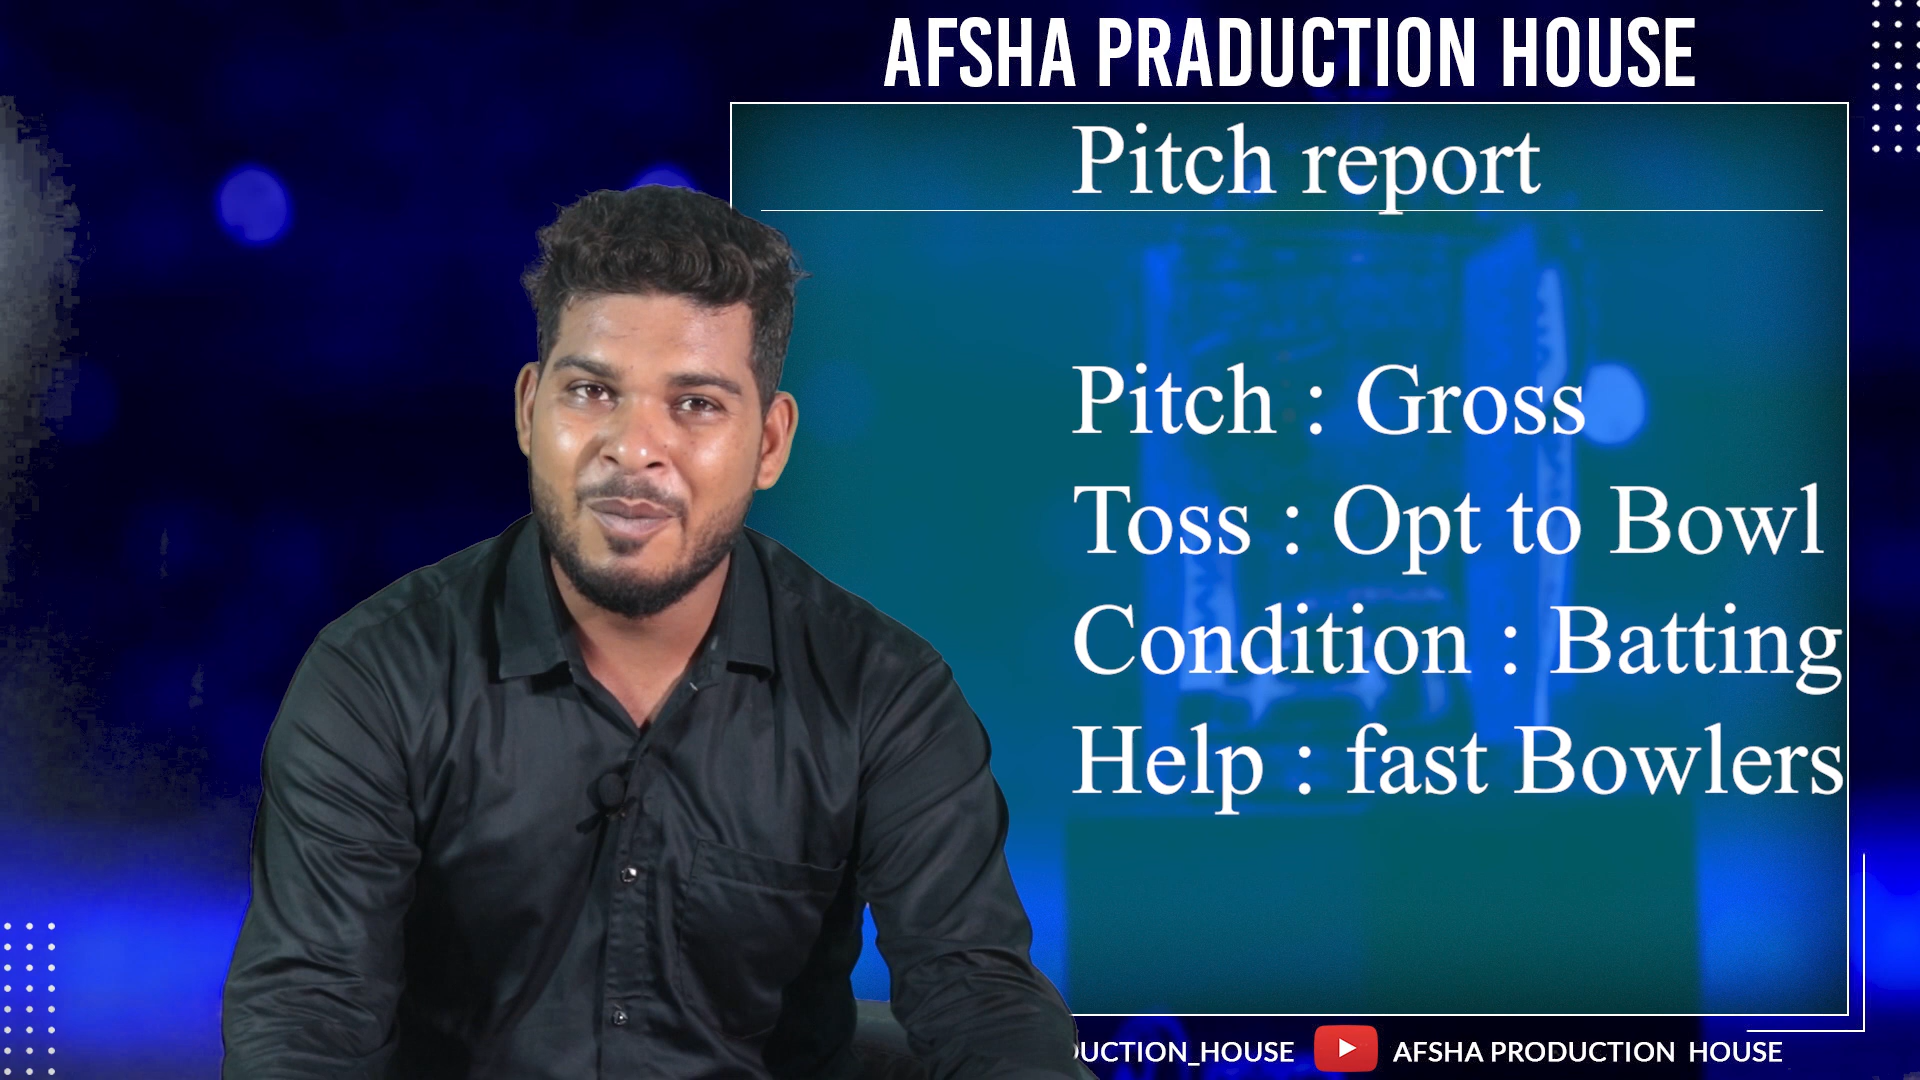 AFSHA PRADUCTION HOUSE
Pitch report
Pitch : Gross
Toss : Opt to Bowl
Condition : Batting
Help : fast Bowlers
UCTION_HOUSE
AFSHA PRODUCTION HOUSE